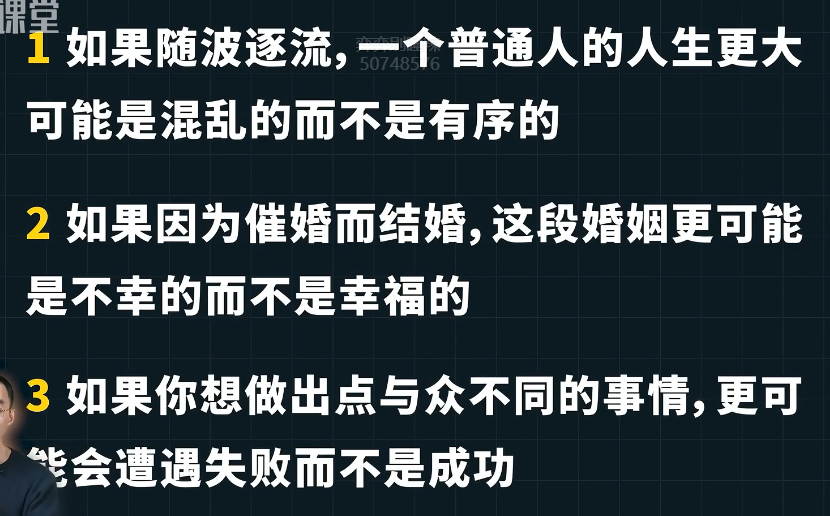 课堂
1 如果随波逐流,一个普通人的人生更大
50748576
可能是混乱的而不是有序的
2 如果因为催婚而结婚,这段婚姻更可能
是不幸的而不是幸福的
3 如果你想做出点与众不同的事情,更可
能会遭遇失败而不是成功